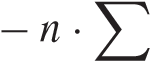 − n · ∑